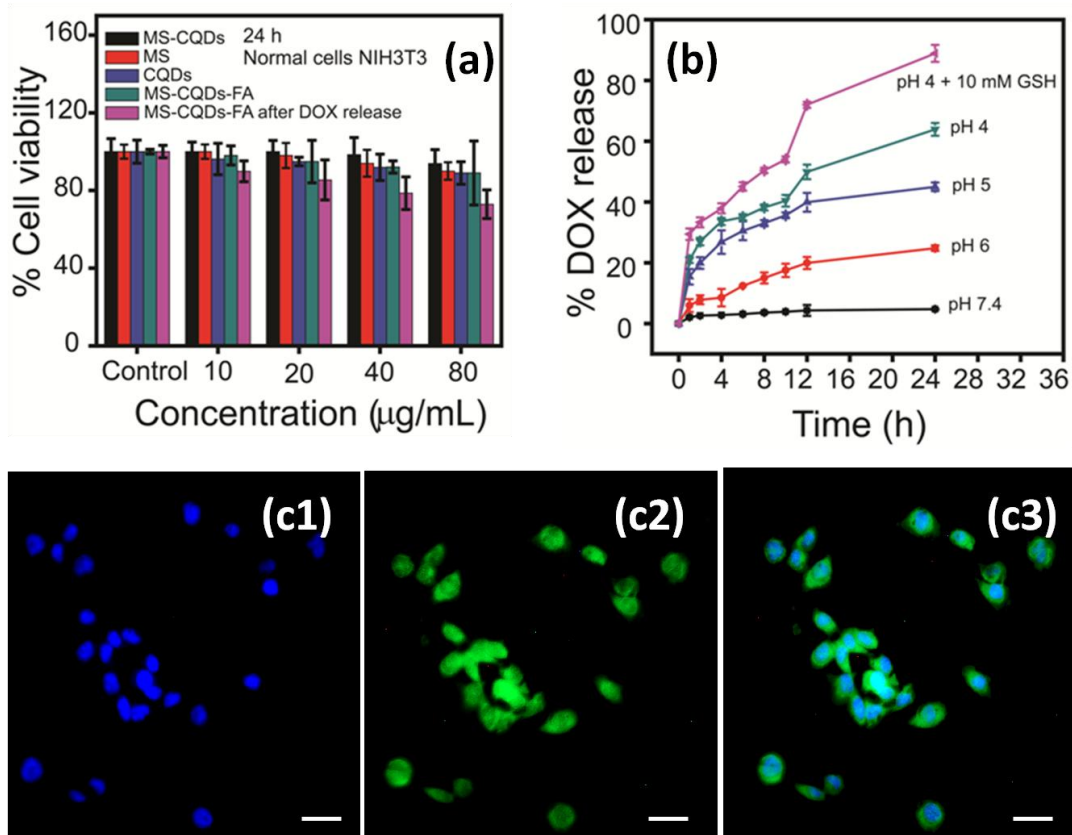 (a)
MS-CQDs 24 h
MS Normal cells NIH3T3
CQDs
MS-CQDs-FA
MS-CQDs-FA after DOX release
% Cell viability
160
120
80
40
0
Control 10 20 40 80
Concentration (μg/mL)
(b)
% DOX release
100
80
60
40
20
0
pH 4 + 10 mM GSH
pH 4
pH 5
pH 6
pH 7.4
0 4 8 12 16 20 24 28 32 36
Time (h)
(c1)
(c2)
(c3)